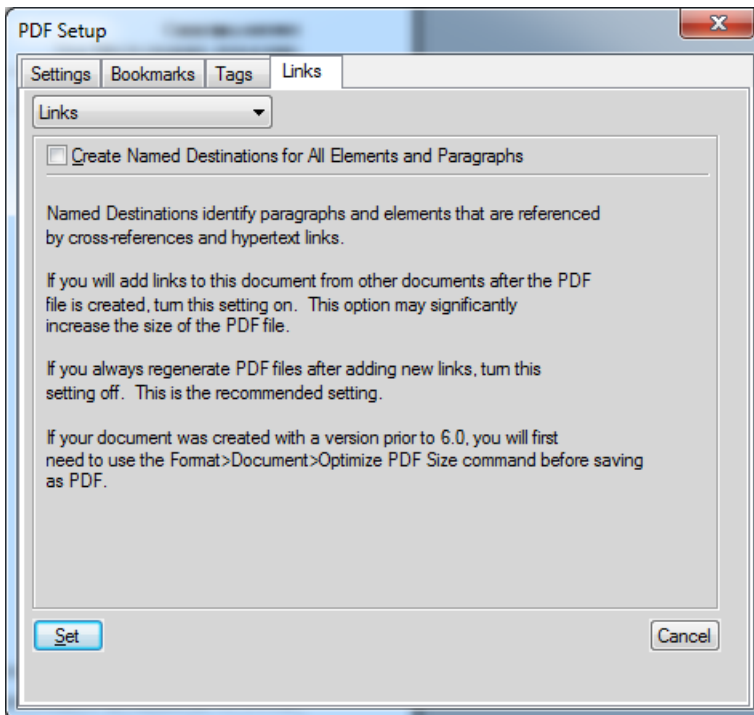 PDF Setup
Settings Bookmarks Tags Links
Links
Create Named Destinations for All Elements and Paragraphs
Named Destinations identify paragraphs and elements that are referenced
by cross-references and hypertext links.
If you will add links to this document from other documents after the PDF
file is created, turn this setting on. This option may significantly
increase the size of the PDF file.
If you always regenerate PDF files after adding new links, turn this
setting off. This is the recommended setting.
If your document was created with a version prior to 6.0, you will first
need to use the Format>Document>Optimize PDF Size command before saving
as PDF.
Set Cancel